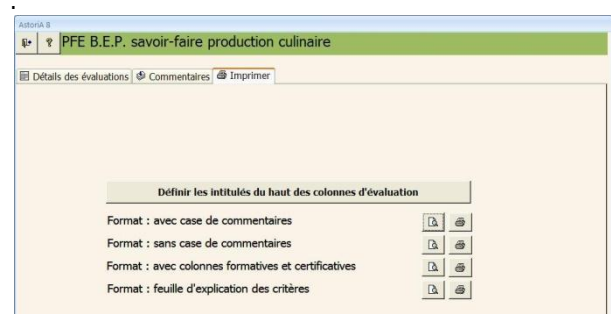 AstoriA 8
? PFE B.E.P. savoir-faire production culinaire
Détails des évaluations Commentaires Imprimer
Définir les intitulés du haut des colonnes d'évaluation
Format : avec case de commentaires
Format : sans case de commentaires
Format : avec colonnes formatives et certificatives
Format : feuille d'explication des critères